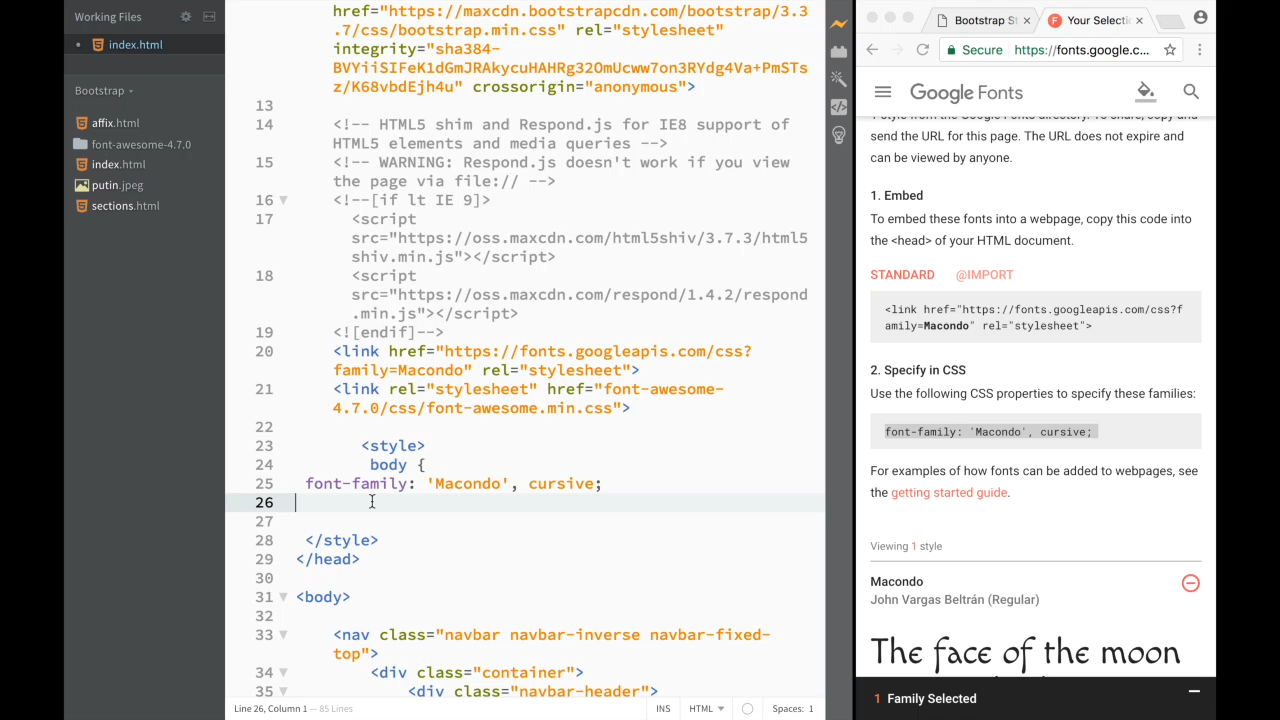 Working Files
index.html
Bootstrap
affix.html
font-awesome-4.7.0
index.html
putin.jpeg
sections.html
href="https://maxcdn.bootstrapcdn.com/bootstrap/3.3
.7/css/bootstrap.min.css" rel="stylesheet"
integrity="sha384-
BVYiiSIFeK1dGmJRAkycuHAHRg32OmUcww7on3RYdg4Va+PmSTs
z/K68vbdEjh4u" crossorigin="anonymous">
13
14 <!-- HTML5 shim and Respond.js for IE8 support of
HTML5 elements and media queries -->
15 <!-- WARNING: Respond.js doesn't work if you view
the page via file:// -->
16 <!--[if lt IE 9]>
17 <script
src="https://oss.maxcdn.com/html5shiv/3.7.3/html5
shiv.min.js"></script>
18 <script
src="https://oss.maxcdn.com/respond/1.4.2/respond
.min.js"></script>
19 <![endif]-->
20 <link href="https://fonts.googleapis.com/css?
family=Macondo" rel="stylesheet">
21 <link rel="stylesheet" href="font-awesome-
4.7.0/css/font-awesome.min.css">
22
23 <style>
24 body {
25 font-family: 'Macondo', cursive;
26
27
28 </style>
29 </head>
30
31 <body>
32
33 <nav class="navbar navbar-inverse navbar-fixed-
top">
34 <div class="container">
35 <div class="navbar-header">
Line 26, Column 1 — 85 Lines
INS HTML Spaces: 1
Bootstrap St × Your Selecti ×
Secure https://fonts.google.c...
Google Fonts
1 style from the Google Fonts directory. To share, copy and
send the URL for this page. The URL does not expire and
can be viewed by anyone.
1. Embed
To embed these fonts into a webpage, copy this code into
the <head> of your HTML document.
STANDARD @IMPORT
<link href="https://fonts.googleapis.com/css?f
amily=Macondo" rel="stylesheet">
2. Specify in CSS
Use the following CSS properties to specify these families:
font-family: 'Macondo', cursive;
For examples of how fonts can be added to webpages, see
the getting started guide.
Viewing 1 style
Macondo
John Vargas Beltrán (Regular)
The face of the moon
1 Family Selected